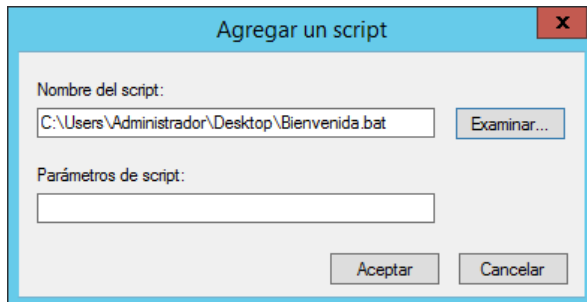 Agregar un script
x
Nombre del script:
C:\Users\Administrador\Desktop\Bienvenida.bat
Examinar...
Parámetros de script:
Aceptar
Cancelar